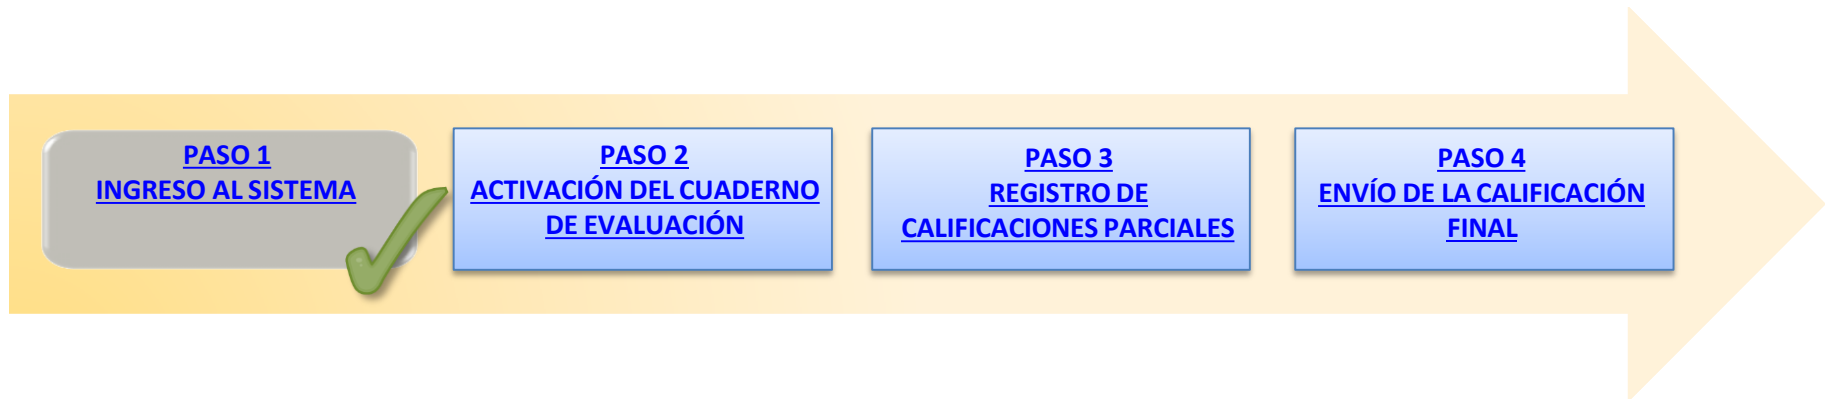 PASO 1
INGRESO AL SISTEMA
PASO 2
ACTIVACIÓN DEL CUADERNO
DE EVALUACIÓN
PASO 3
REGISTRO DE
CALIFICACIONES PARCIALES
PASO 4
ENVÍO DE LA CALIFICACIÓN
FINAL